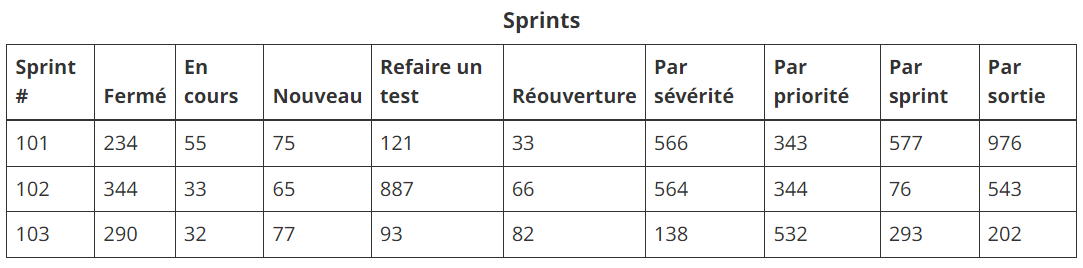 Sprints
Sprint # Fermé En cours Nouveau Refaire un test Réouverture Par sévérité Par priorité Par sprint Par sortie
101 234 55 75 121 33 566 343 577 976
102 344 33 65 887 66 564 344 76 543
103 290 32 77 93 82 138 532 293 202